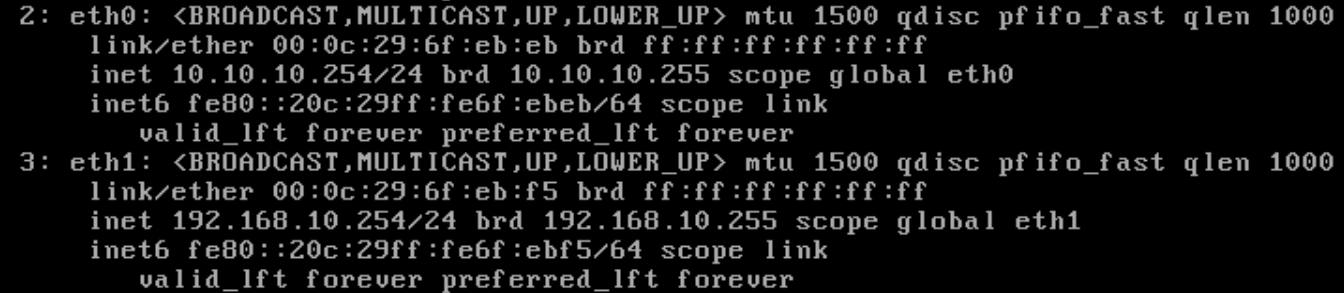 2: eth0: <BROADCAST,MULTICAST,UP,LOWER_UP> mtu 1500 qdisc pfifo_fast qlen 1000
link/ether 00:0c:29:6f:eb:eb brd ff:ff:ff:ff:ff:ff
inet 10.10.10.254/24 brd 10.10.10.255 scope global eth0
inet6 fe80::20c:29ff:fe6f:ebeb/64 scope link
valid_lft forever preferred_lft forever
3: eth1: <BROADCAST,MULTICAST,UP,LOWER_UP> mtu 1500 qdisc pfifo_fast qlen 1000
link/ether 00:0c:29:6f:eb:f5 brd ff:ff:ff:ff:ff:ff
inet 192.168.10.254/24 brd 192.168.10.255 scope global eth1
inet6 fe80::20c:29ff:fe6f:ebf5/64 scope link
valid_lft forever preferred_lft forever